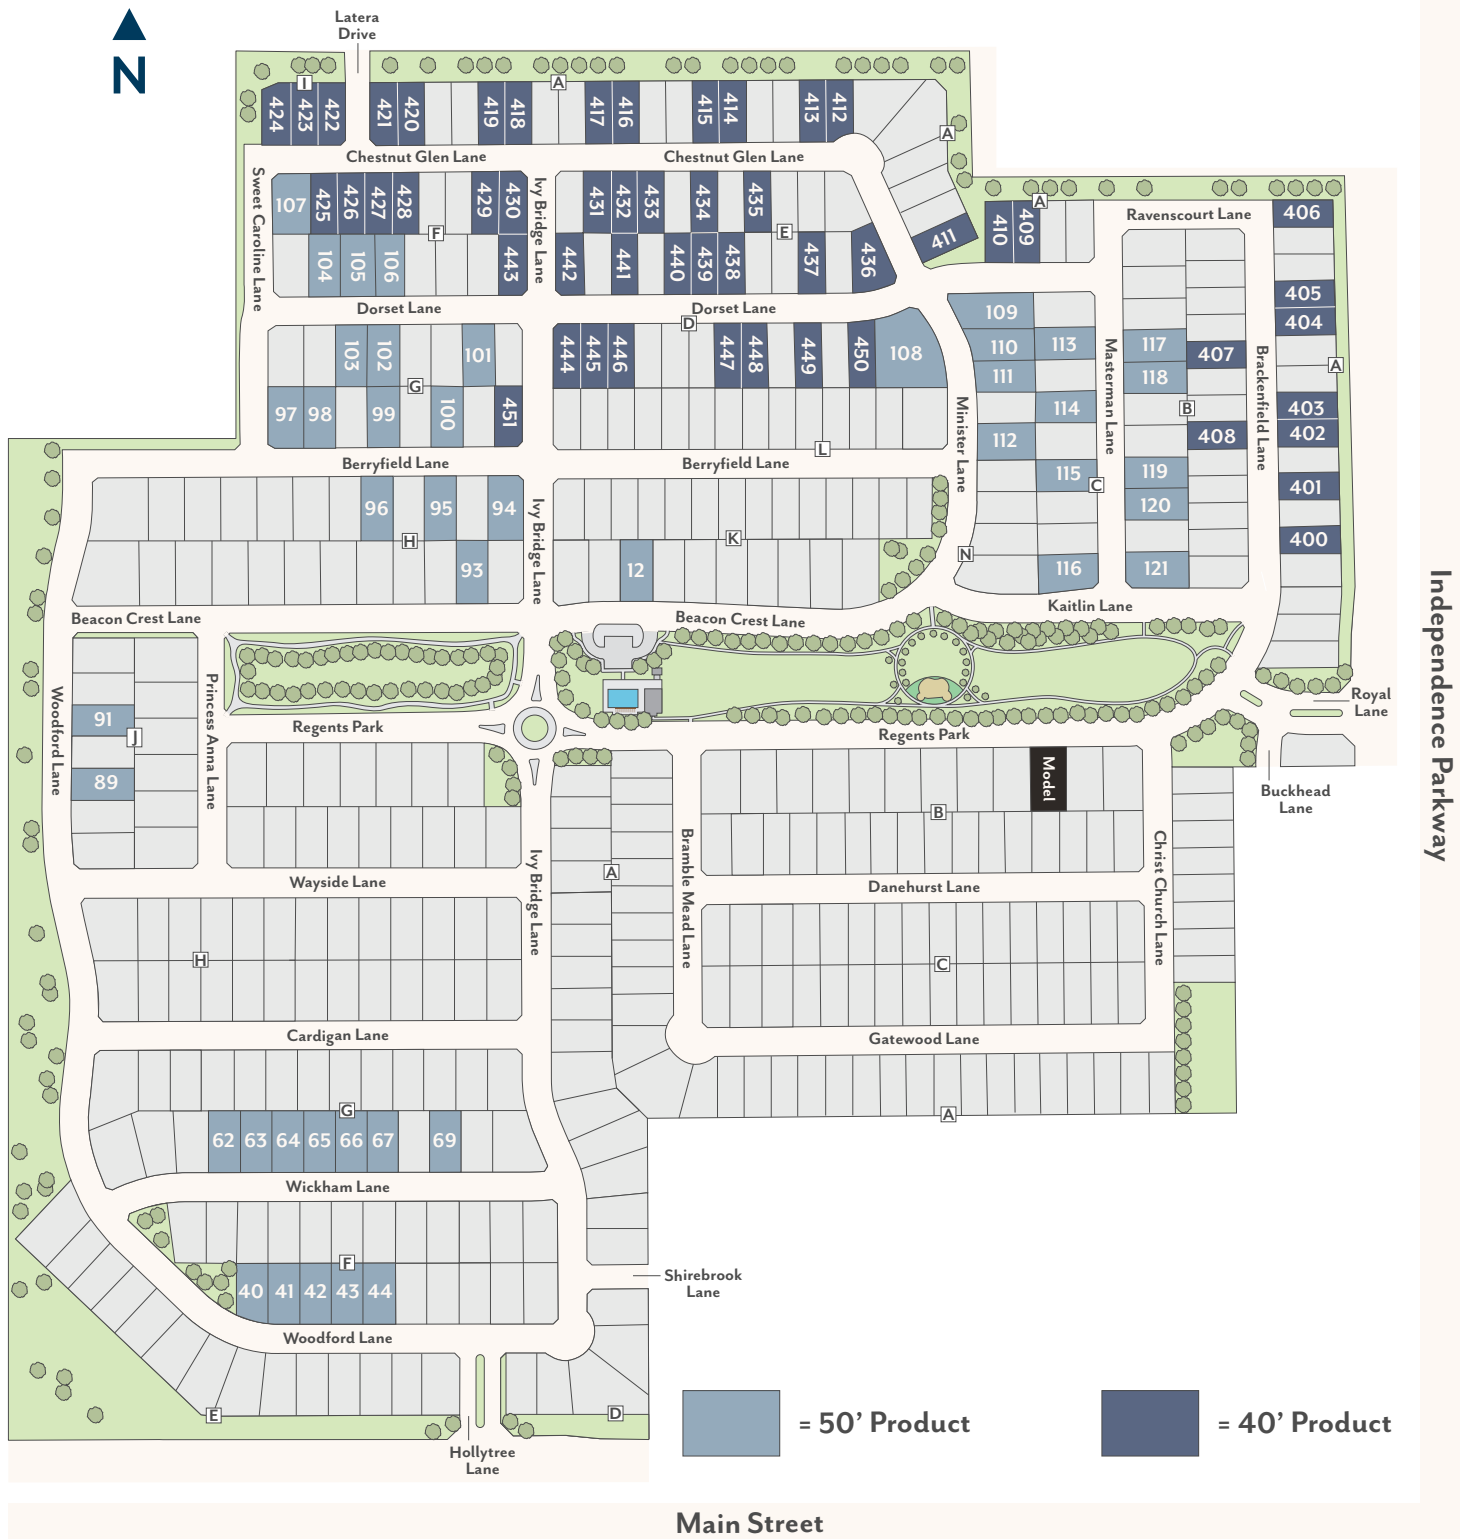 N
Latera
Drive
I
A
424
423
422
421
420
419
418
417
416
415
414
413
412
A
Chestnut Glen Lane
Chestnut Glen Lane
Sweet Caroline Lane
107
425
426
427
428
429
430
F
104
105
106
443
Ivy Bridge Lane
431
432
433
434
435
E
442
441
440
439
438
437
436
411
410
409
A
Ravenscourt Lane
406
405
404
A
403
402
401
400
Dorset Lane
Dorset Lane
D
103
102
101
G
97
98
99
100
451
444
445
446
447
448
449
450
108
L
109
110
111
112
113
114
115
C
116
N
Minister Lane
Masterman Lane
117
118
119
120
121
B
407
408
Brackenfield Lane
Berryfield Lane
Berryfield Lane
96
95
94
H
93
Ivy Bridge Lane
K
12
Beacon Crest Lane
Beacon Crest Lane
Kaitlin Lane
Independence Parkway
Woodford Lane
91
J
89
Princess Anna Lane
Regents Park
Regents Park
Royal
Lane
Buckhead
Lane
Model
B
A
Bramble Mead Lane
Christ Church Lane
Ivy Bridge Lane
Wayside Lane
Danehurst Lane
H
C
Cardigan Lane
Gatewood Lane
G
A
62
63
64
65
66
67
69
Wickham Lane
F
40
41
42
43
44
Shirebrook
Lane
Woodford Lane
E
D
Hollytree
Lane
= 50’ Product
= 40’ Product
Main Street